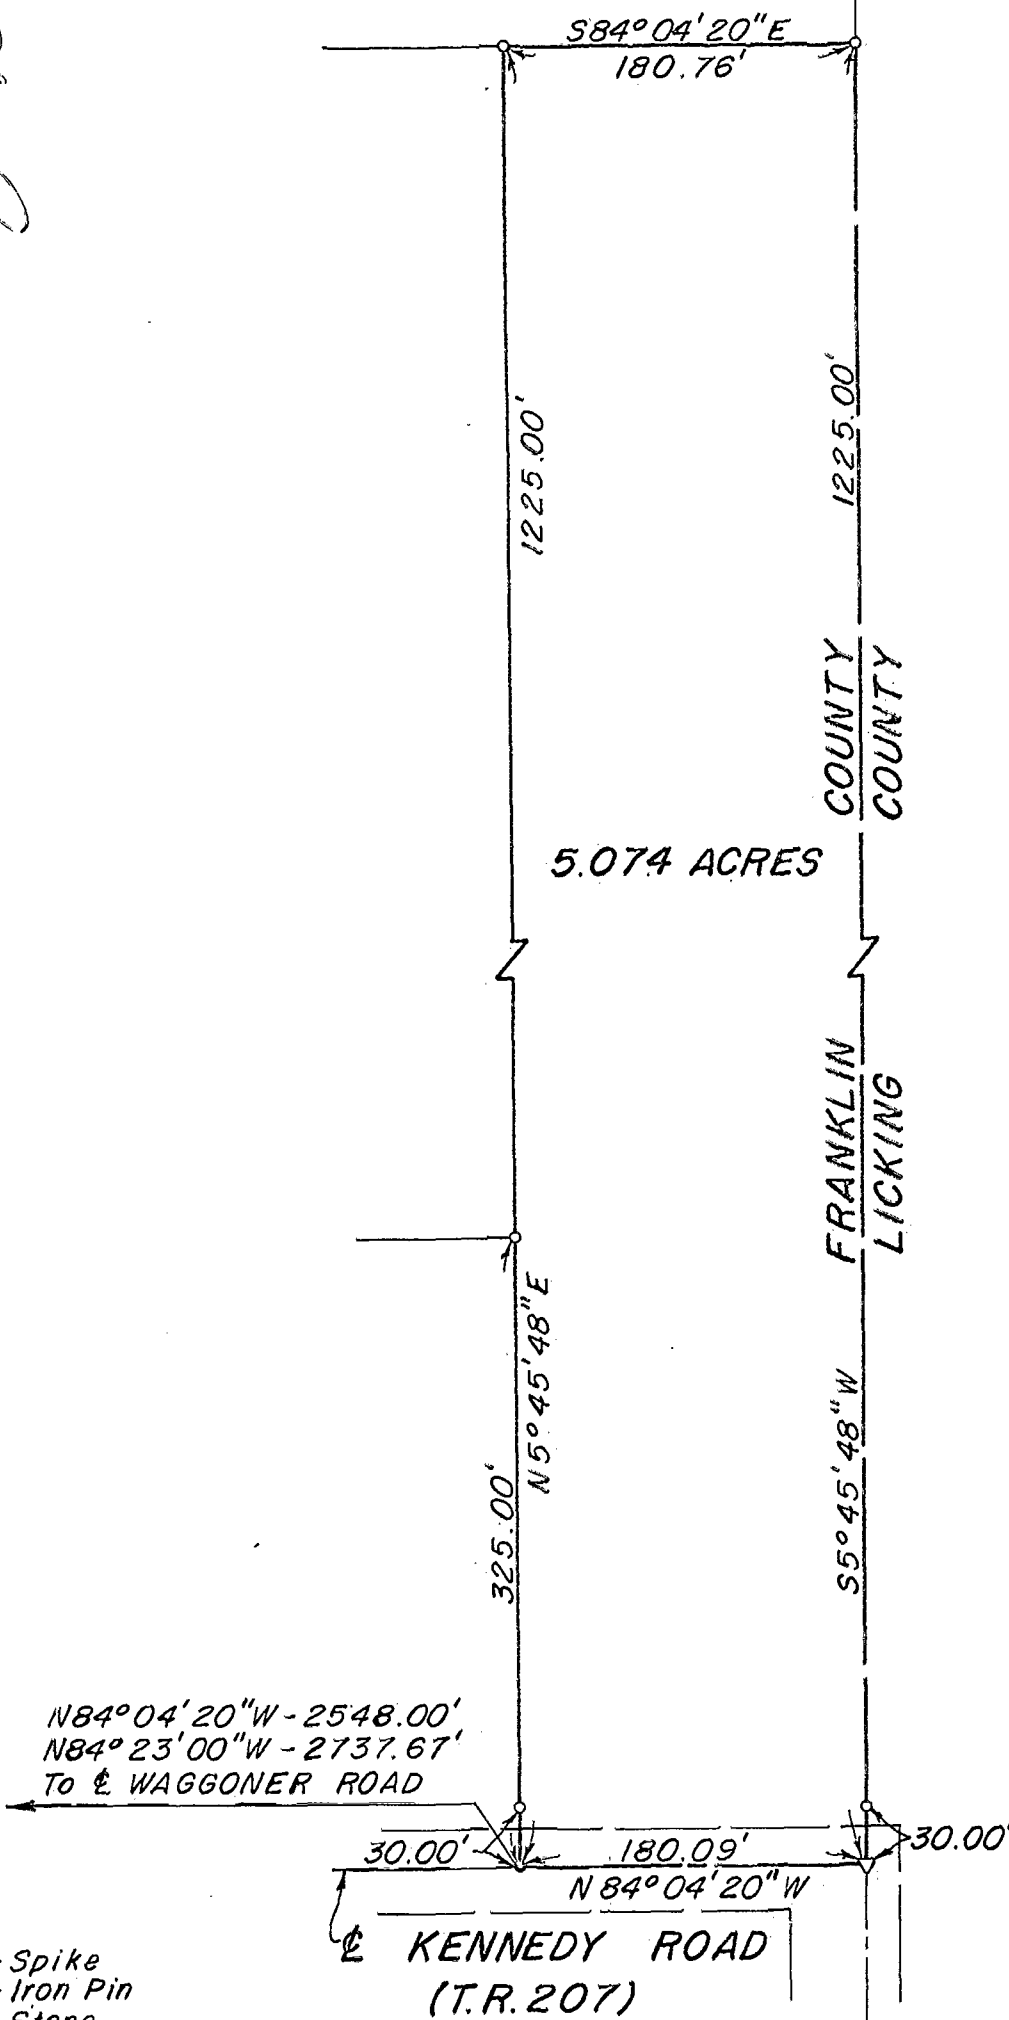 S84°04'20"E
180.76'
1225.00'
1225.00'
COUNTY
COUNTY
5.074 ACRES
FRANKLIN
LICKING
N5°45'48"E
325.00'
S5°45'48"W
N84°04'20"W-2548.00'
N84°23'00"W-2737.67'
To ℄ WAGGONER ROAD
30.00'
180.09'
30.00'
N84°04'20"W
℄ KENNEDY ROAD
(T.R.207)
Spike
Iron Pin
Stone